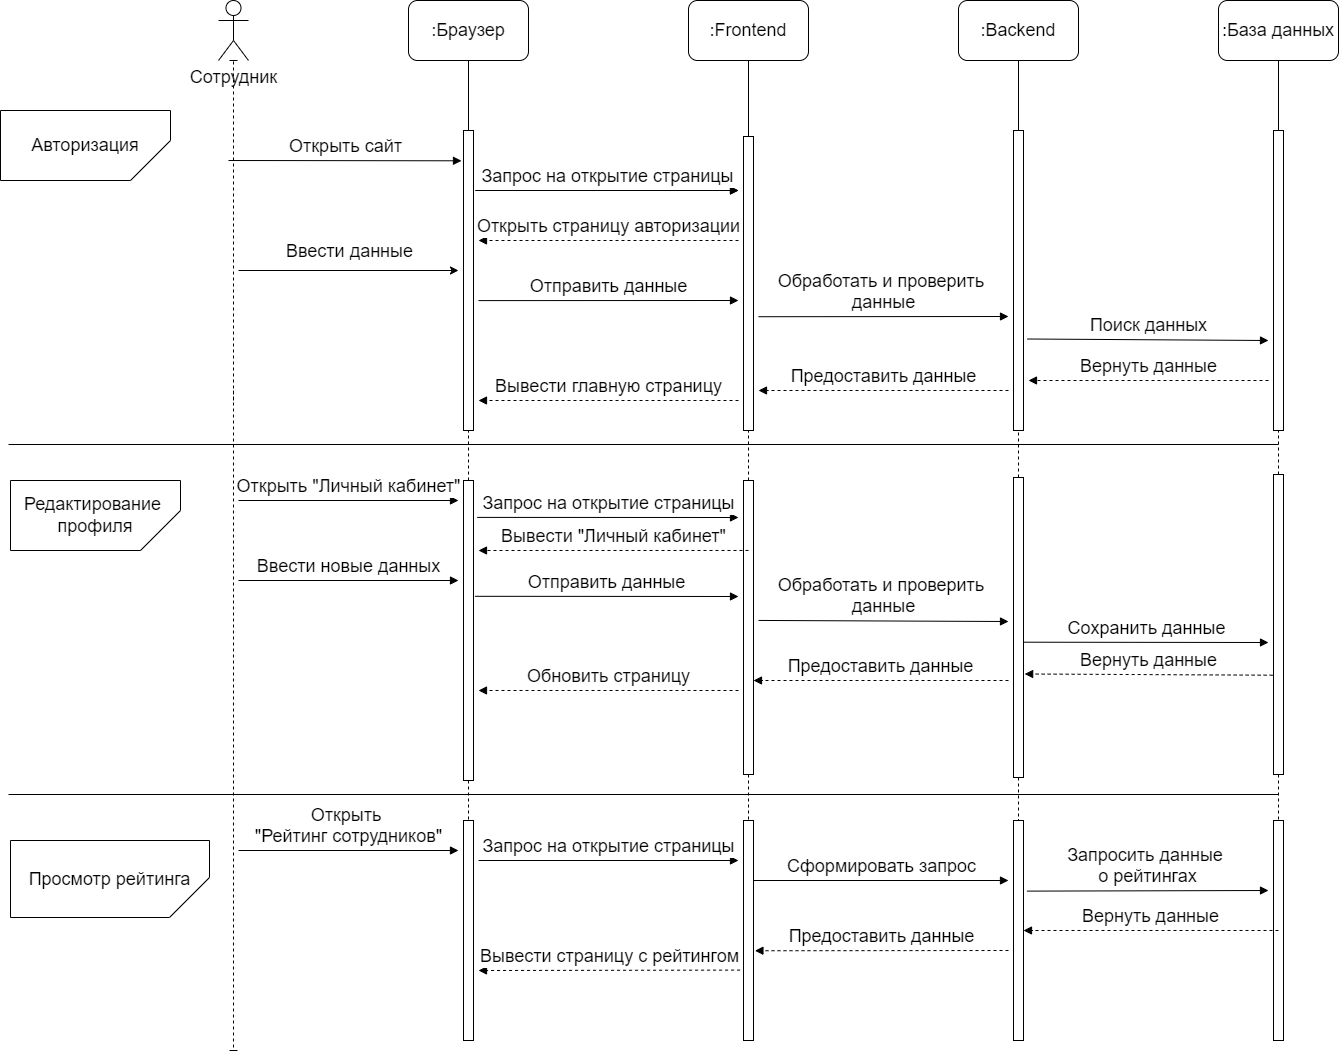 :Браузер
:Frontend
:Backend
:База данных
Сотрудник
Авторизация
Открыть сайт
Запрос на открытие страницы
Открыть страницу авторизации
Ввести данные
Отправить данные
Обработать и проверить
данные
Поиск данных
Вернуть данные
Предоставить данные
Вывести главную страницу
Редактирование
профиля
Открыть "Личный кабинет"
Запрос на открытие страницы
Вывести "Личный кабинет"
Ввести новые данных
Отправить данные
Обработать и проверить
данные
Сохранить данные
Вернуть данные
Предоставить данные
Обновить страницу
Просмотр рейтинга
Открыть
"Рейтинг сотрудников"
Запрос на открытие страницы
Сформировать запрос
Запросить данные
о рейтингах
Вернуть данные
Предоставить данные
Вывести страницу с рейтингом